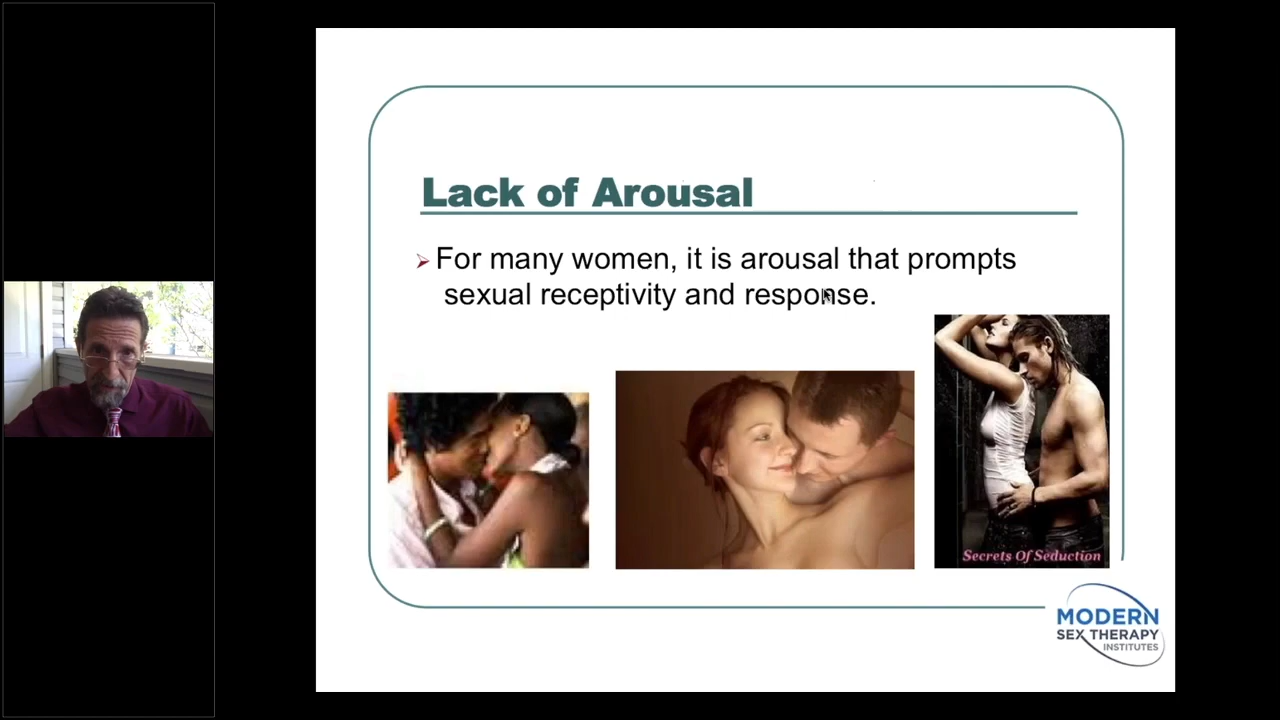 Lack of Arousal
➢ For many women, it is arousal that prompts
sexual receptivity and response.
Secrets Of Seduction
MODERN
SEX THERAPY
INSTITUTES